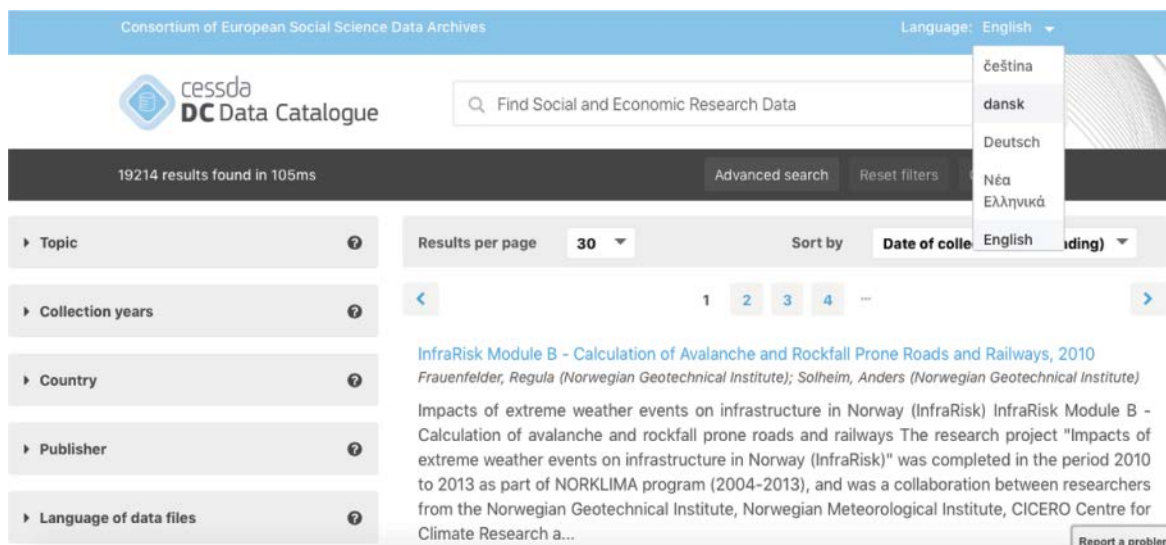 Consortium of European Social Science Data Archives
Language: English
čeština
dansk
Deutsch
Νέα
Ελληνικά
English
cessda
DC Data Catalogue
Find Social and Economic Research Data
19214 results found in 105ms
Advanced search
Reset filters
Topic
Collection years
Country
Publisher
Language of data files
Results per page 30
Sort by Date of colle nding)
1 2 3 4 ...
InfraRisk Module B - Calculation of Avalanche and Rockfall Prone Roads and Railways, 2010
Frauenfelder, Regula (Norwegian Geotechnical Institute); Solheim, Anders (Norwegian Geotechnical Institute)
Impacts of extreme weather events on infrastructure in Norway (InfraRisk) InfraRisk Module B -
Calculation of avalanche and rockfall prone roads and railways The research project "Impacts of
extreme weather events on infrastructure in Norway (InfraRisk)" was completed in the period 2010
to 2013 as part of NORKLIMA program (2004-2013), and was a collaboration between researchers
from the Norwegian Geotechnical Institute, Norwegian Meteorological Institute, CICERO Centre for
Climate Research a...
Report a problem